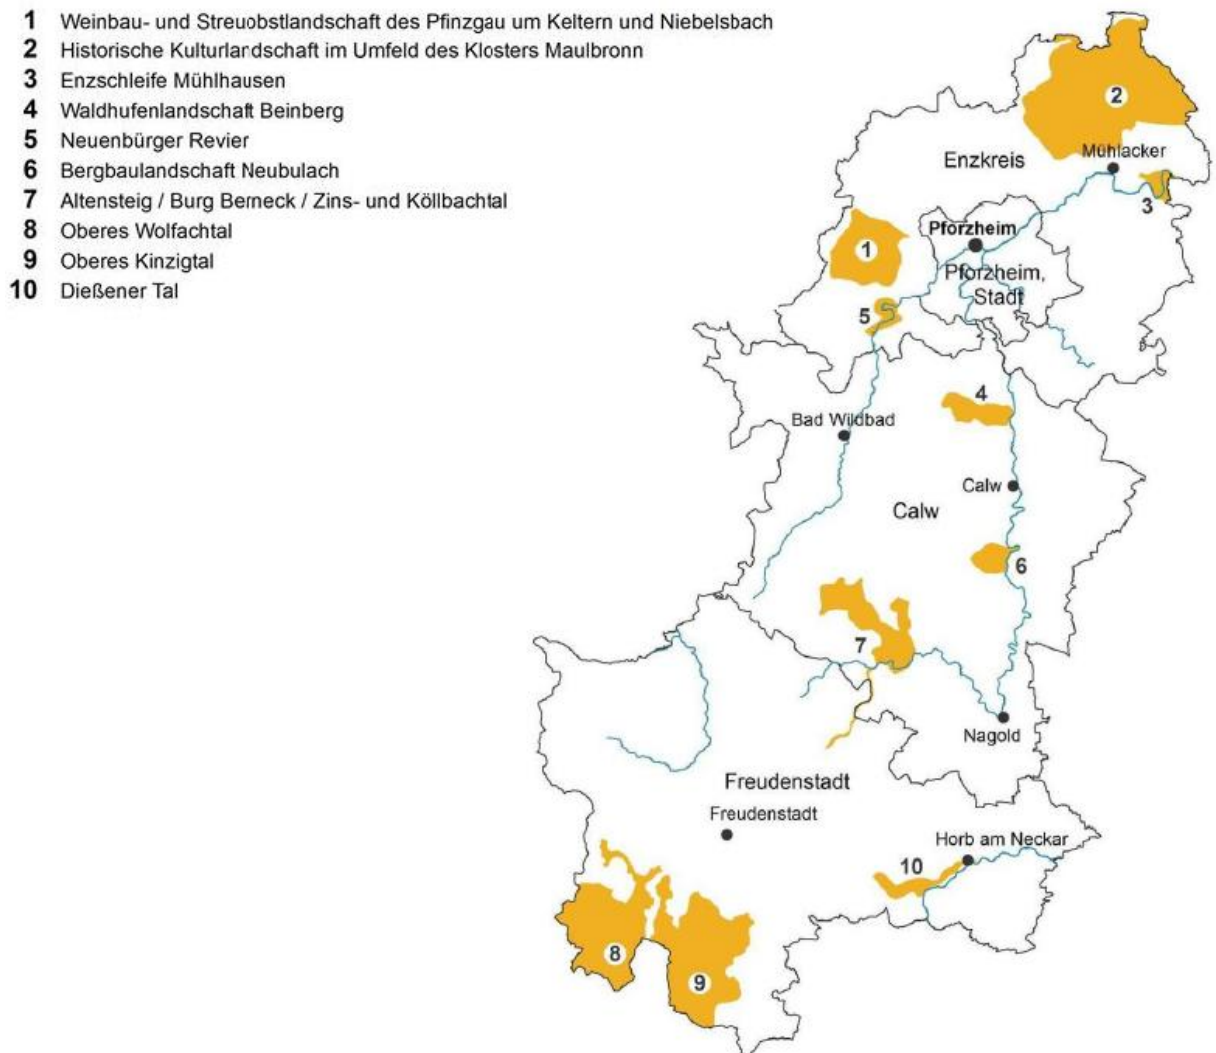 1 Weinbau- und Streuobstlandschaft des Pfinzgau um Keltern und Niebelsbach
2 Historische Kulturlandschaft im Umfeld des Klosters Maulbronn
3 Enzschleife Mühlhausen
4 Waldhufenlandschaft Beinberg
5 Neuenbürger Revier
6 Bergbaulandschaft Neubulach
7 Altensteig / Burg Berneck / Zins- und Köllbachtal
8 Oberes Wolfachtal
9 Oberes Kinzigtal
10 Dießener Tal
2
Enzkreis
Mühlacker
3
1
Pforzheim
Pforzheim,
Stadt
5
4
Bad Wildbad
Calw
Calw
6
7
Nagold
Freudenstadt
Freudenstadt
Horb am Neckar
10
8
9